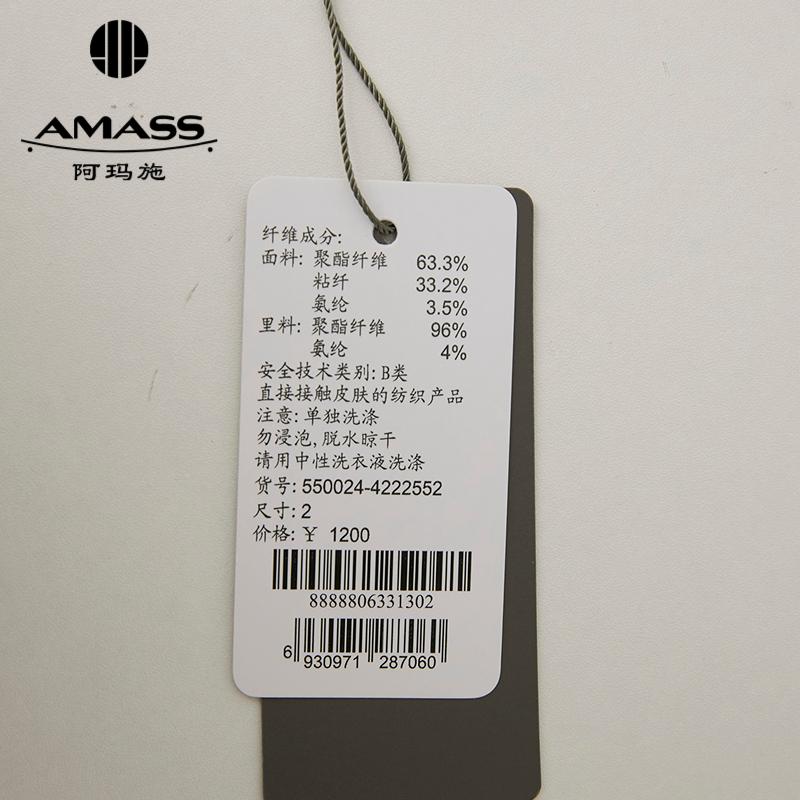 AMASS
阿玛施
纤维成分:
面料: 聚酯纤维 63.3%
粘纤 33.2%
氨纶 3.5%
里料: 聚酯纤维 96%
氨纶 4%
安全技术类别: B类
直接接触皮肤的纺织产品
注意: 单独洗涤
勿浸泡, 脱水晾干
请用中性洗衣液洗涤
货号: 550024-4222552
尺寸: 2
价格: ¥ 1200
8888806331302
6 930971 287060